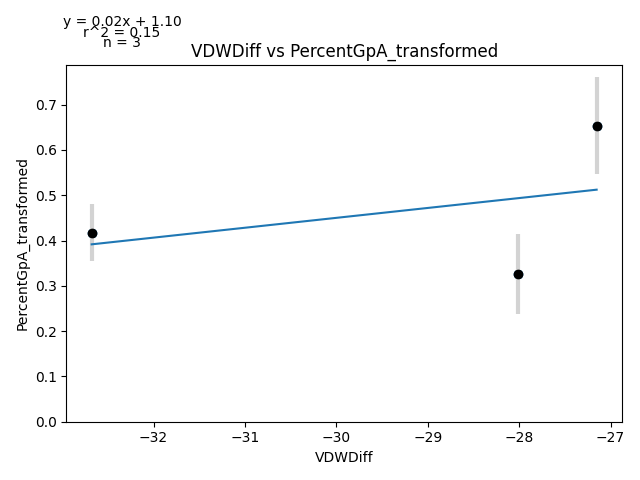 y = 0.02x + 1.10
r^2 = 0.15
n = 3
VDWDiff vs PercentGpA_transformed
PercentGpA_transformed
0.7
0.6
0.5
0.4
0.3
0.2
0.1
0.0
−32 −31 −30 −29 −28 −27
VDWDiff